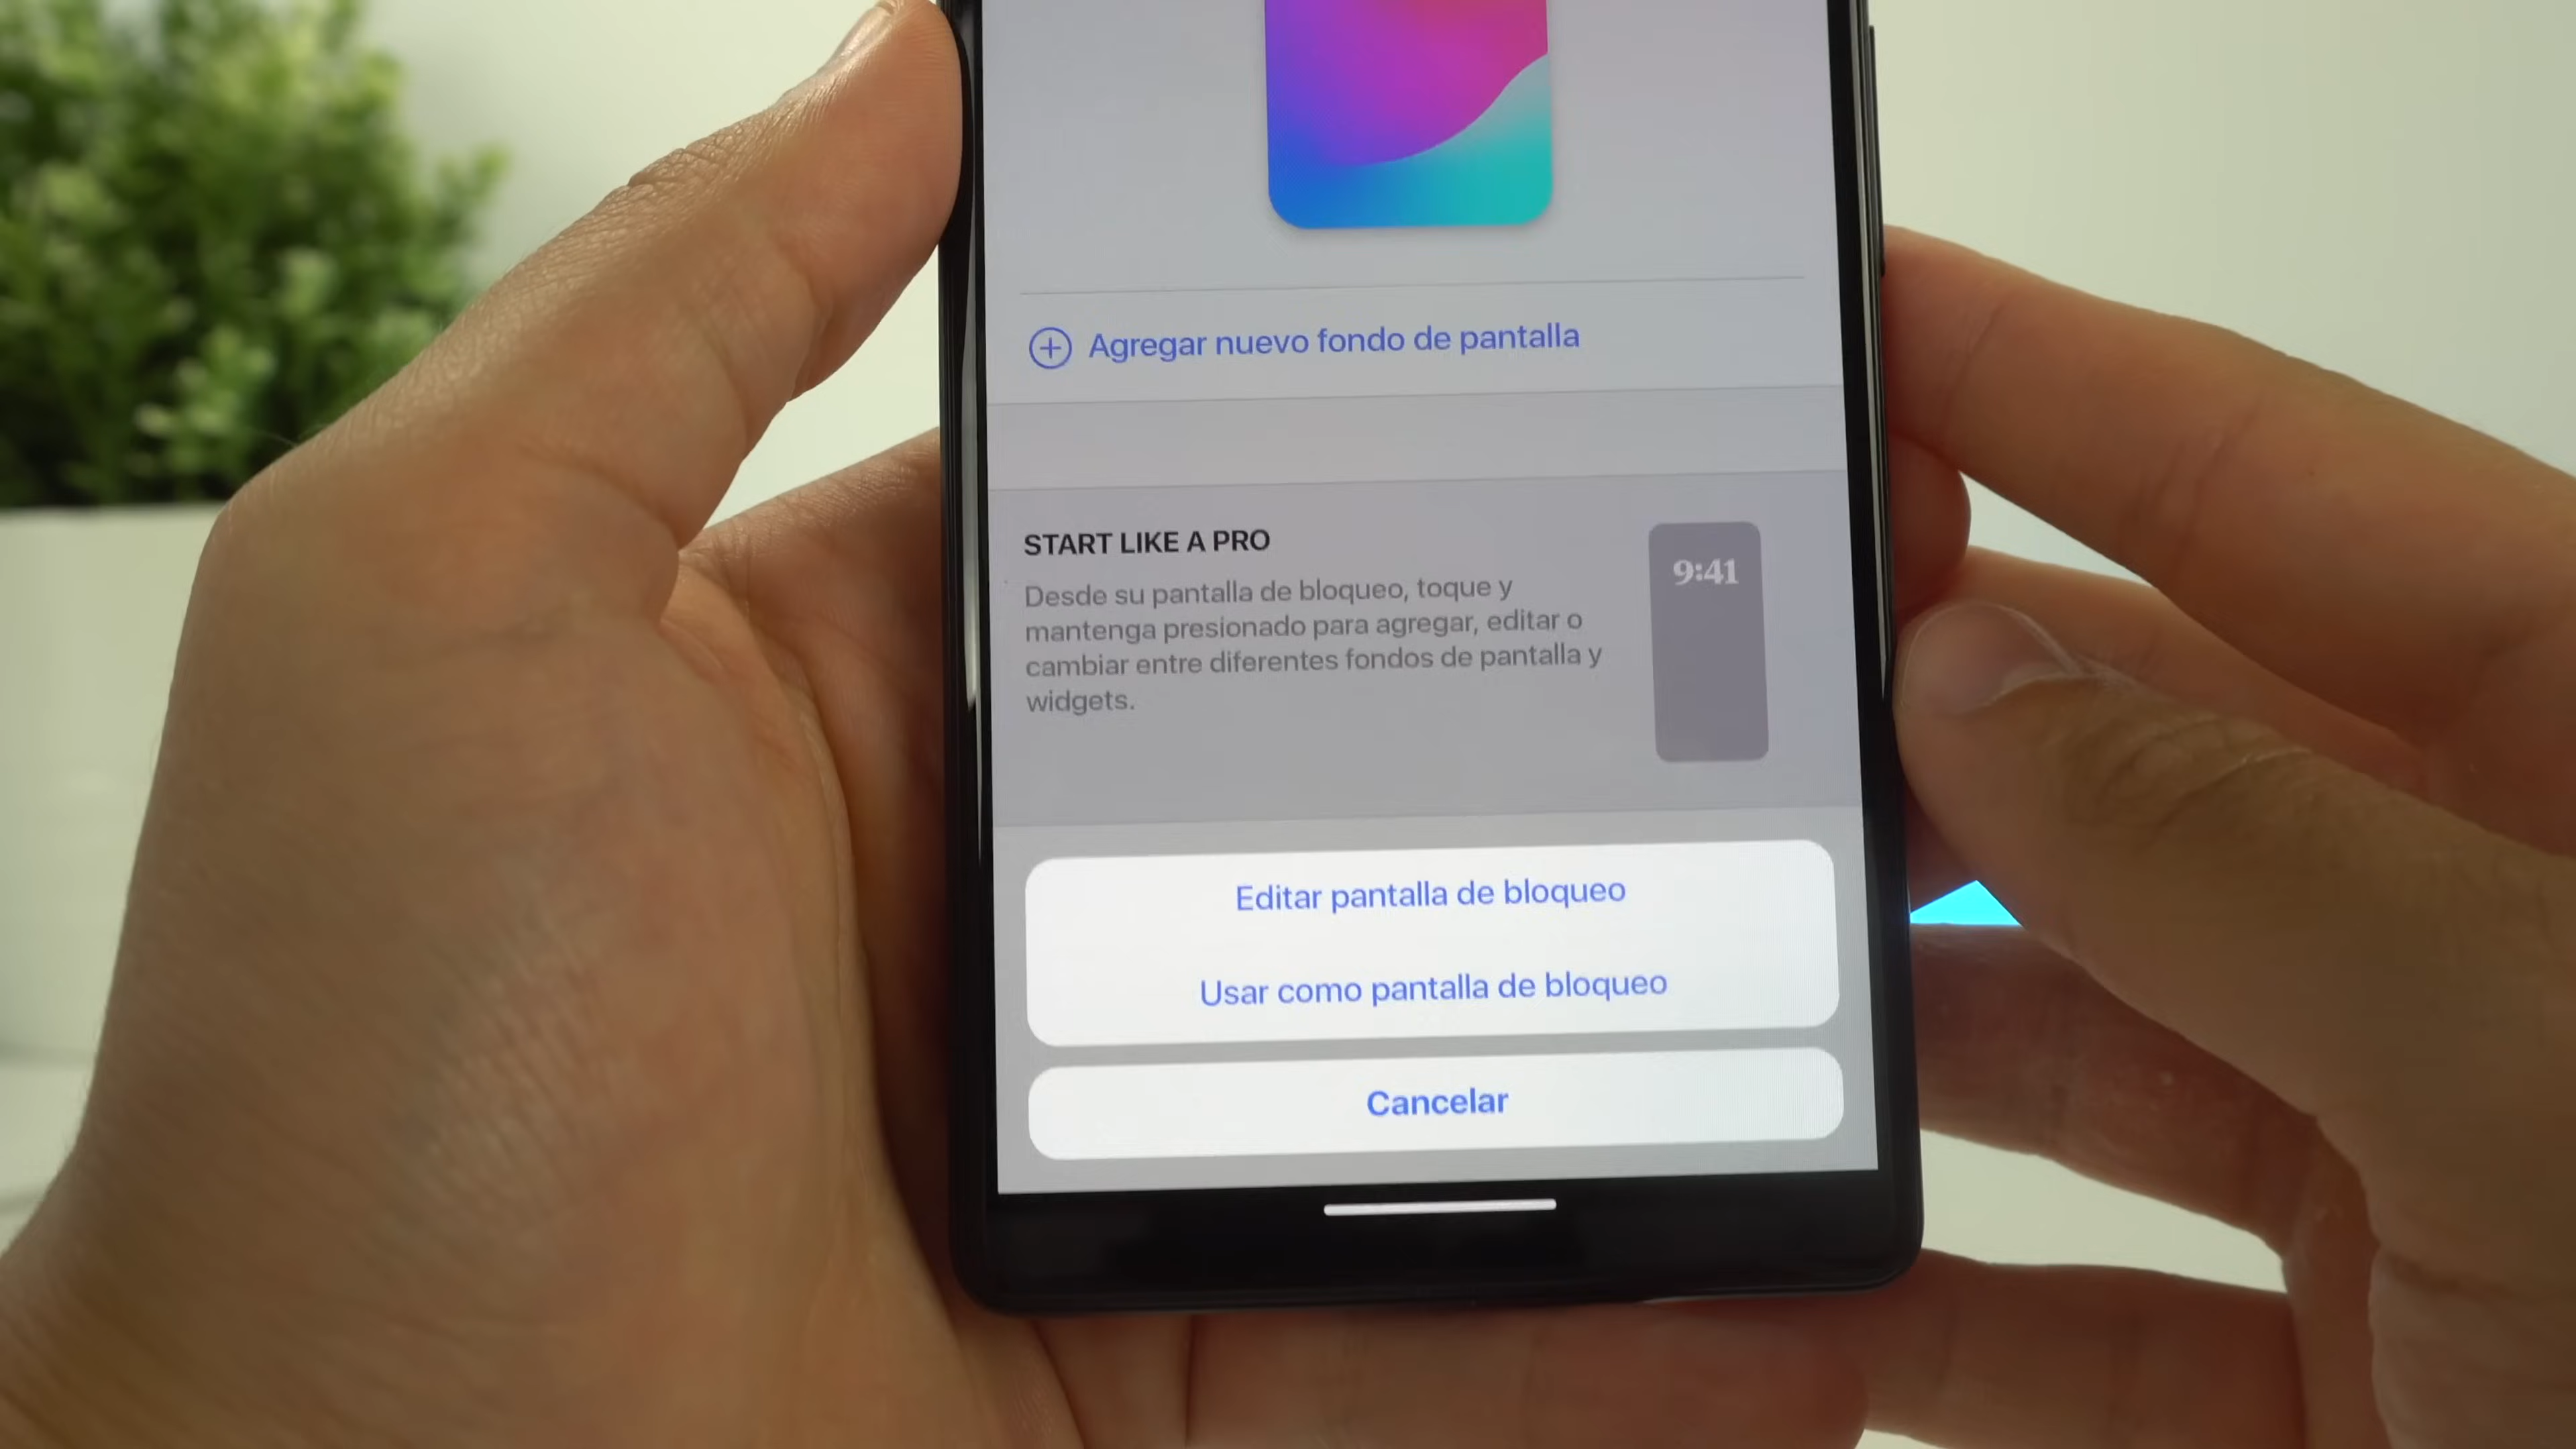 Agregar nuevo fondo de pantalla
START LIKE A PRO
Desde su pantalla de bloqueo, toque y
mantenga presionado para agregar, editar o
cambiar entre diferentes fondos de pantalla y
widgets.
9:41
Editar pantalla de bloqueo
Usar como pantalla de bloqueo
Cancelar